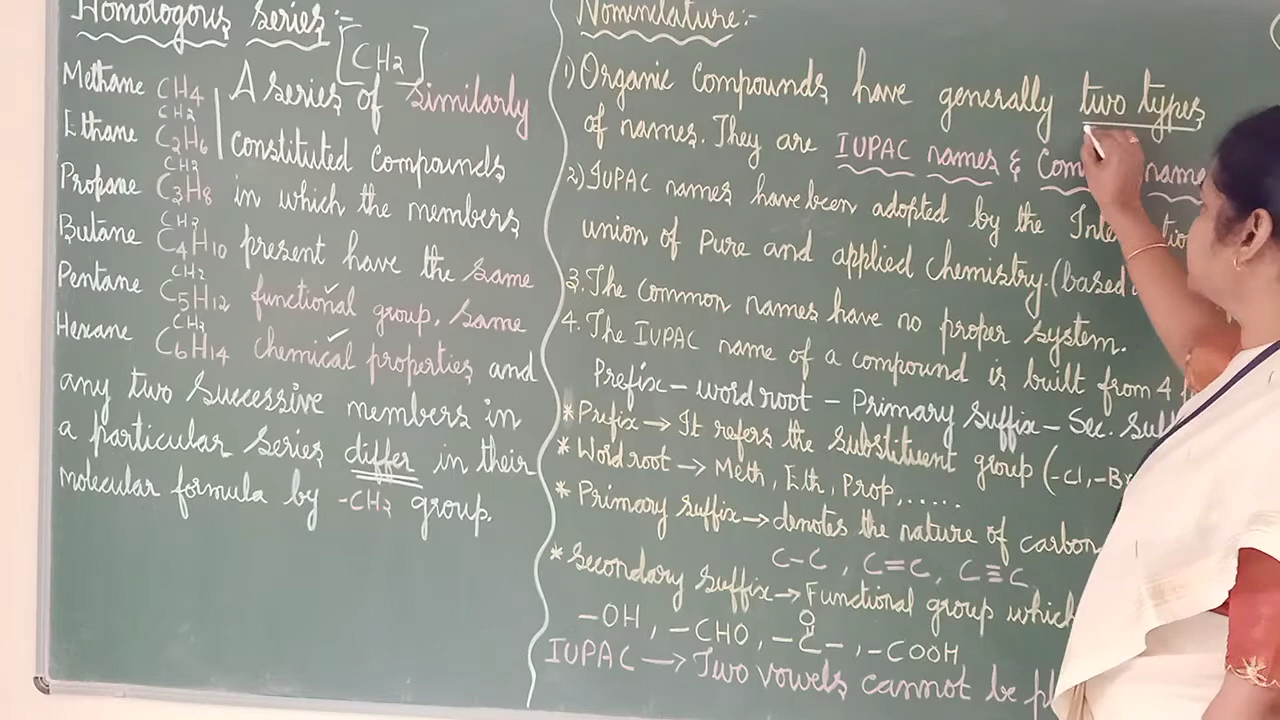 Homologous Series:-
[CH2]
Methane CH4
CH2
Ethane C2H6
CH2
Propane C3H8
CH2
Butane C4H10
CH2
Pentane C5H12
CH2
Hexane C6H14
A series of similarly
constituted compounds
in which the members
present have the same
functional group, same
chemical properties and
any two successive members in
a particular series differ in their
molecular formula by -CH2 group.
Nomenclature:-
1) Organic compounds have generally two types
of names. They are IUPAC names & Com name
2) IUPAC names have been adopted by the Inte
union of Pure and applied chemistry. (based
3. The common names have no proper system.
4. The IUPAC name of a compound is built from 4
Prefix - word root - Primary Suffix - Sec. Suff
* Prefix → It refers the substituent group (-Cl, -Br
* Word root → Meth, Eth, Prop, .....
* Primary suffix → denotes the nature of carbon
C-C, C=C, C≡C
* Secondary suffix → Functional group which
O
-OH, -CHO, -C-, -COOH
IUPAC → Two vowels cannot be pl